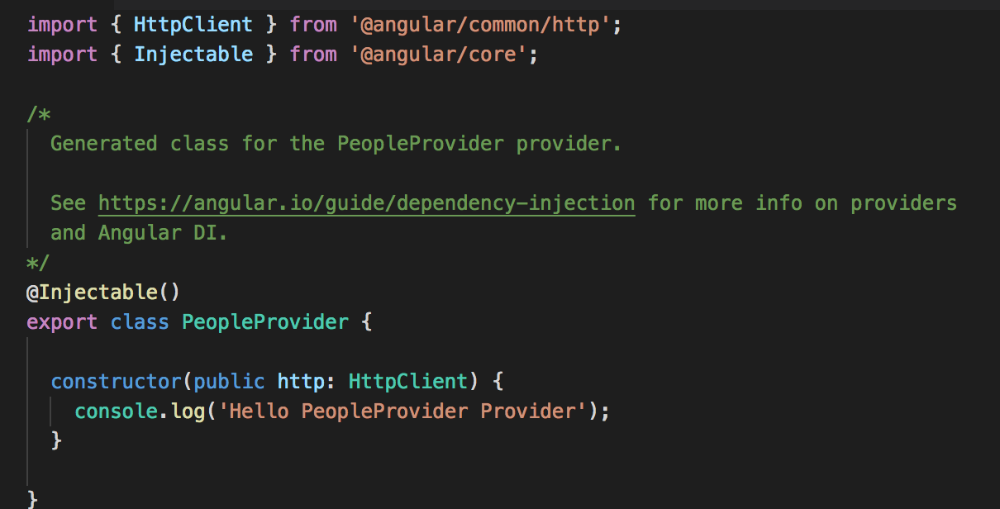 import { HttpClient } from '@angular/common/http';
import { Injectable } from '@angular/core';

/*
  Generated class for the PeopleProvider provider.

  See https://angular.io/guide/dependency-injection for more info on providers
  and Angular DI.
*/
@Injectable()
export class PeopleProvider {

  constructor(public http: HttpClient) {
    console.log('Hello PeopleProvider Provider');
  }

}